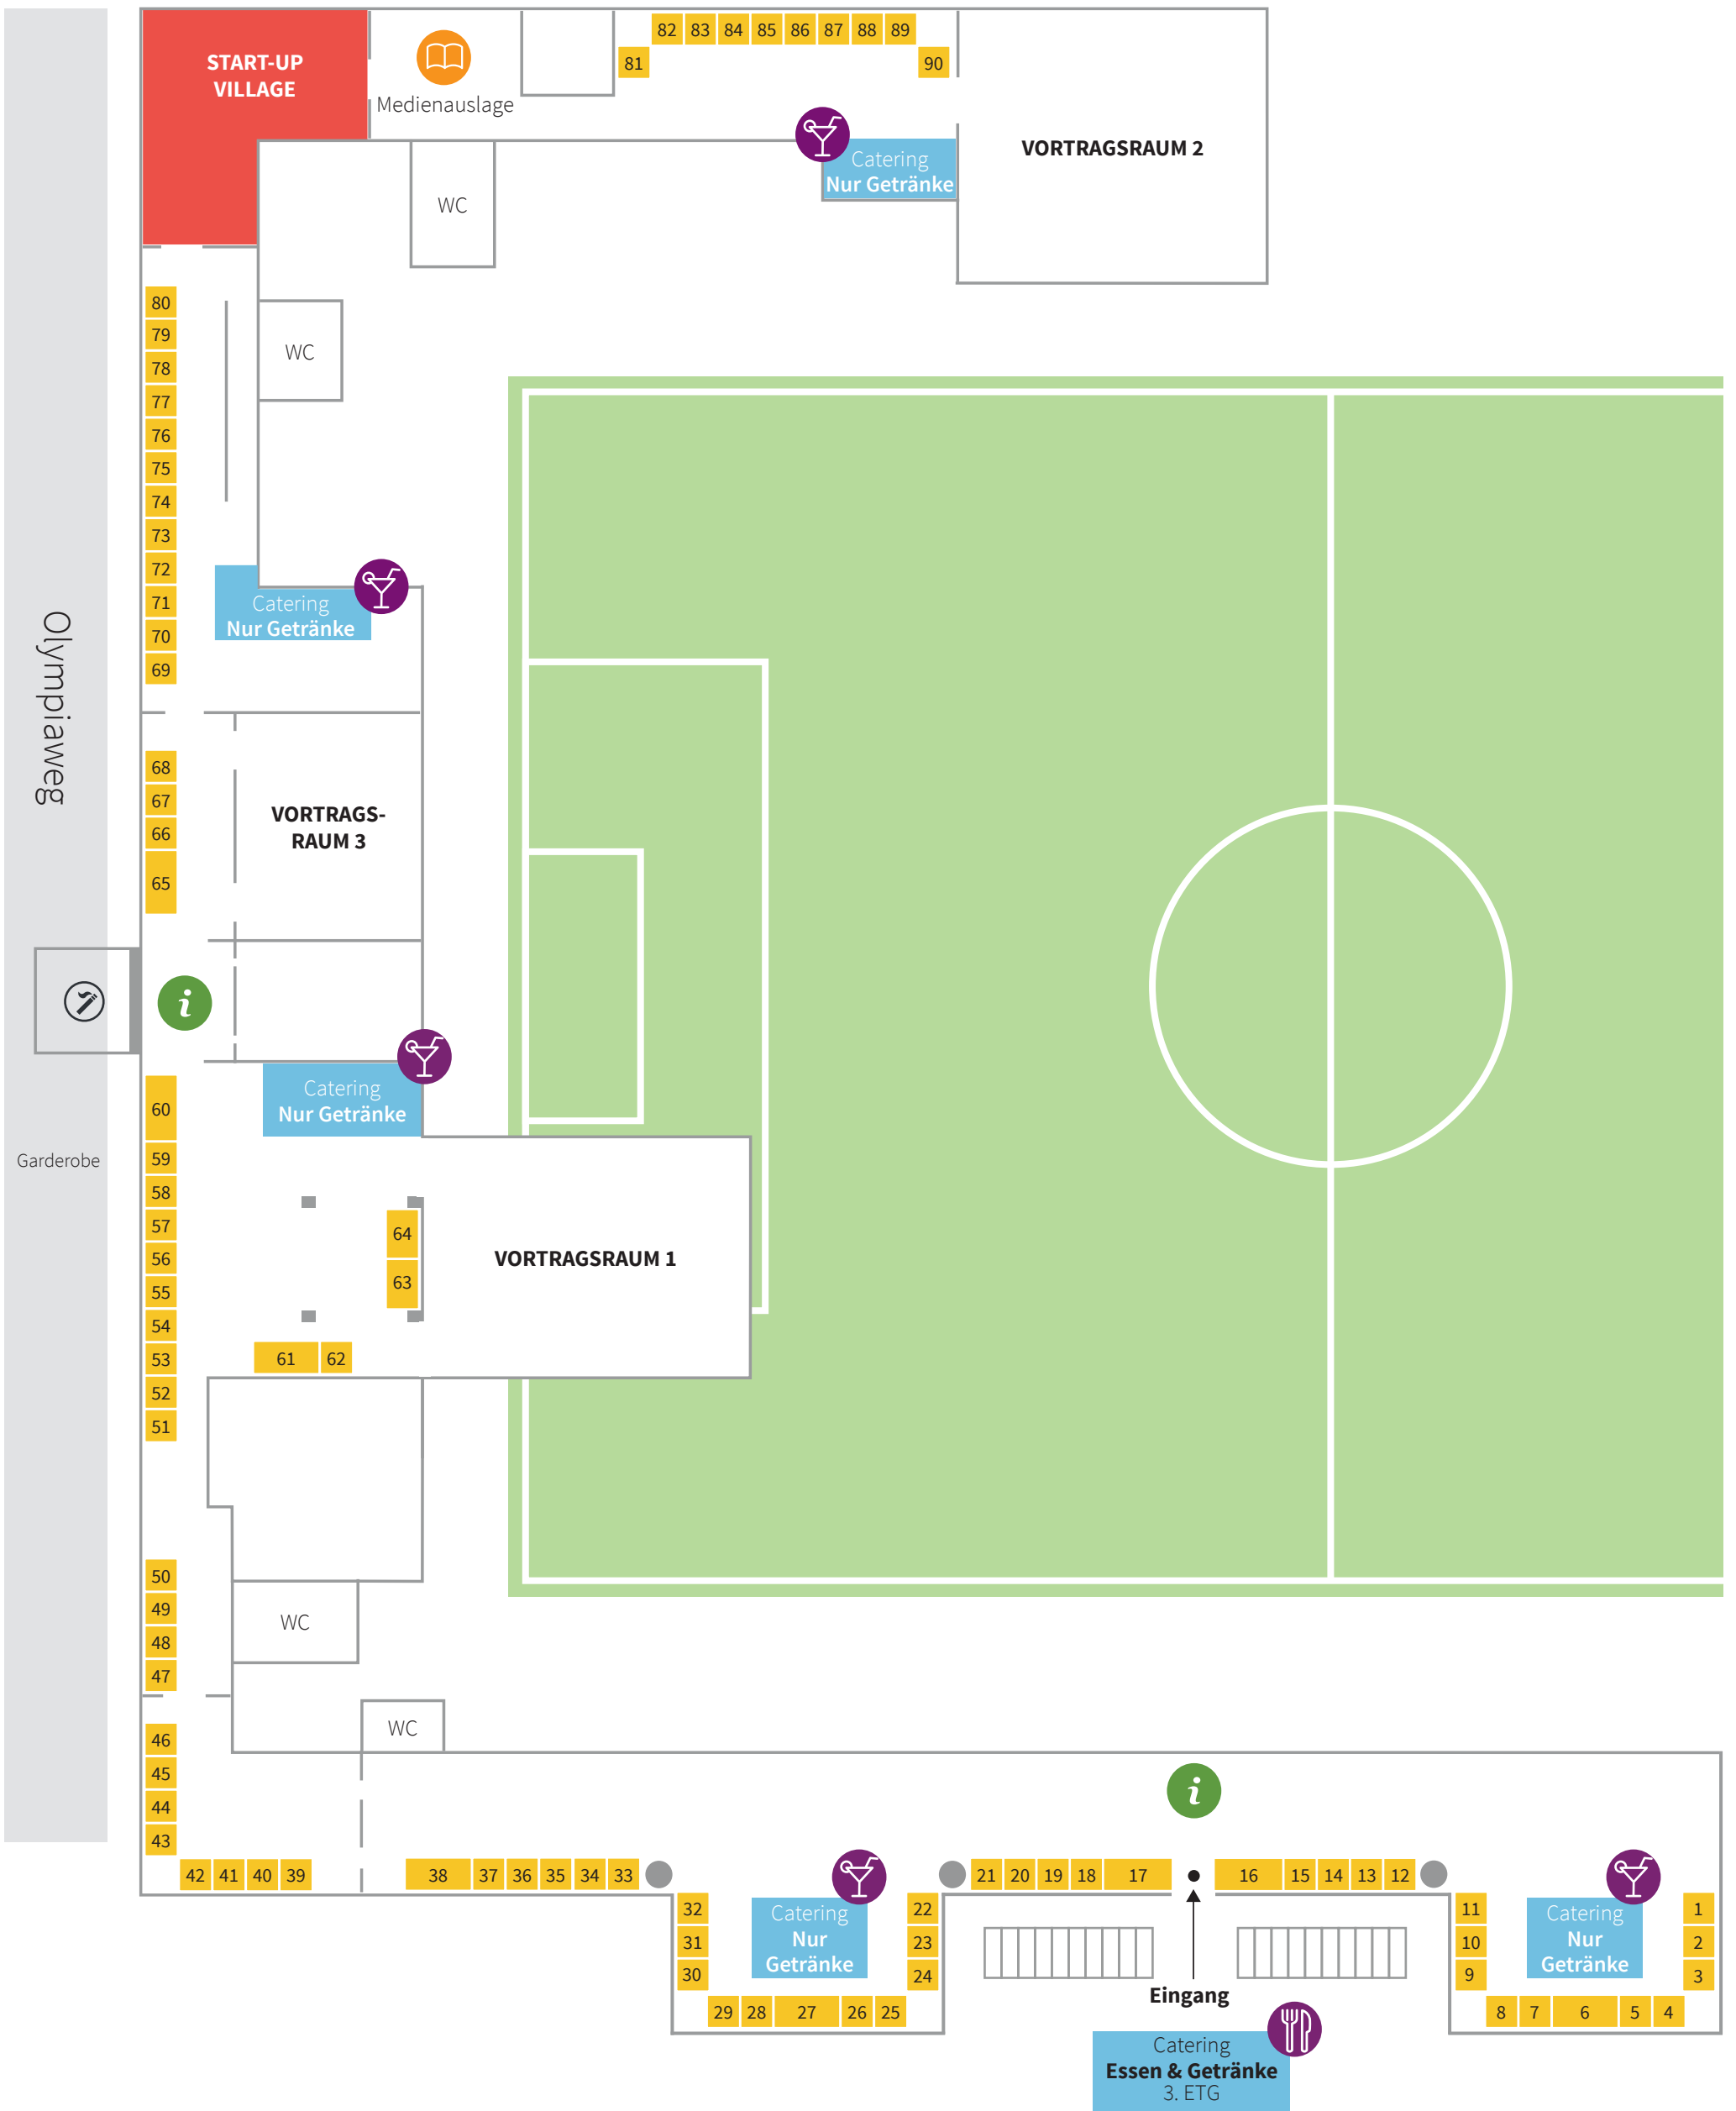 START-UP
VILLAGE
Medienauslage
82 83 84 85 86 87 88 89
81
90
VORTRAGSRAUM 2
Catering
Nur Getränke
WC
WC
80
79
78
77
76
75
74
73
72
71
70
69
Catering
Nur Getränke
Olympiaweg
68
67
66
65
VORTRAGS-
RAUM 3
i
Catering
Nur Getränke
Garderobe
60
59
58
57
56
55
54
53
52
51
64
63
61 62
VORTRAGSRAUM 1
50
49
48
47
WC
WC
46
45
44
43
42 41 40 39
38 37 36 35 34 33
i
21 20 19 18 17
16 15 14 13 12
32
31
30
Catering
Nur
Getränke
22
23
24
29 28 27 26 25
Eingang
11
10
9
Catering
Nur
Getränke
1
2
3
8 7 6 5 4
Catering
Essen & Getränke
3. ETG